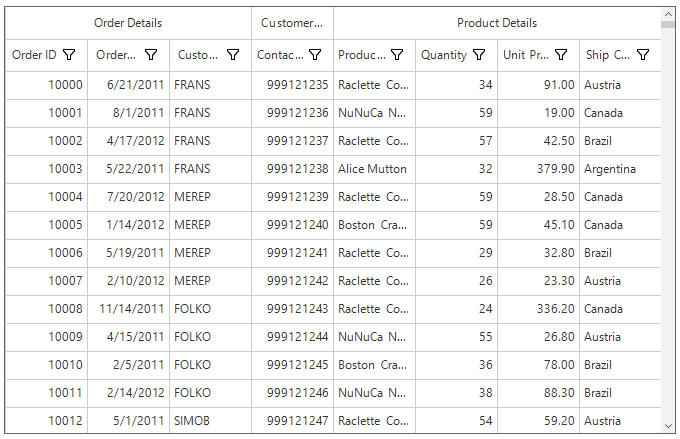 Order Details Customer... Product Details
Order ID Order... Custo... Contac... Produc... Quantity Unit Pr... Ship C...
10000 6/21/2011 FRANS 999121235 Raclette Co... 34 91.00 Austria
10001 8/1/2011 FRANS 999121236 NuNuCa N... 59 19.00 Canada
10002 4/17/2012 FRANS 999121237 Raclette Co... 57 42.50 Brazil
10003 5/22/2011 FRANS 999121238 Alice Mutton 32 379.90 Argentina
10004 7/20/2012 MEREP 999121239 Raclette Co... 59 28.50 Canada
10005 1/14/2012 MEREP 999121240 Boston Cra... 59 45.10 Canada
10006 5/19/2011 MEREP 999121241 Raclette Co... 29 32.80 Brazil
10007 2/10/2012 MEREP 999121242 Raclette Co... 26 23.30 Austria
10008 11/14/2011 FOLKO 999121243 Raclette Co... 24 336.20 Canada
10009 4/15/2011 FOLKO 999121244 NuNuCa N... 55 26.80 Austria
10010 2/5/2011 FOLKO 999121245 Boston Cra... 36 78.00 Brazil
10011 2/14/2012 FOLKO 999121246 NuNuCa N... 38 88.30 Brazil
10012 5/1/2011 SIMOB 999121247 Raclette Co... 54 59.20 Austria